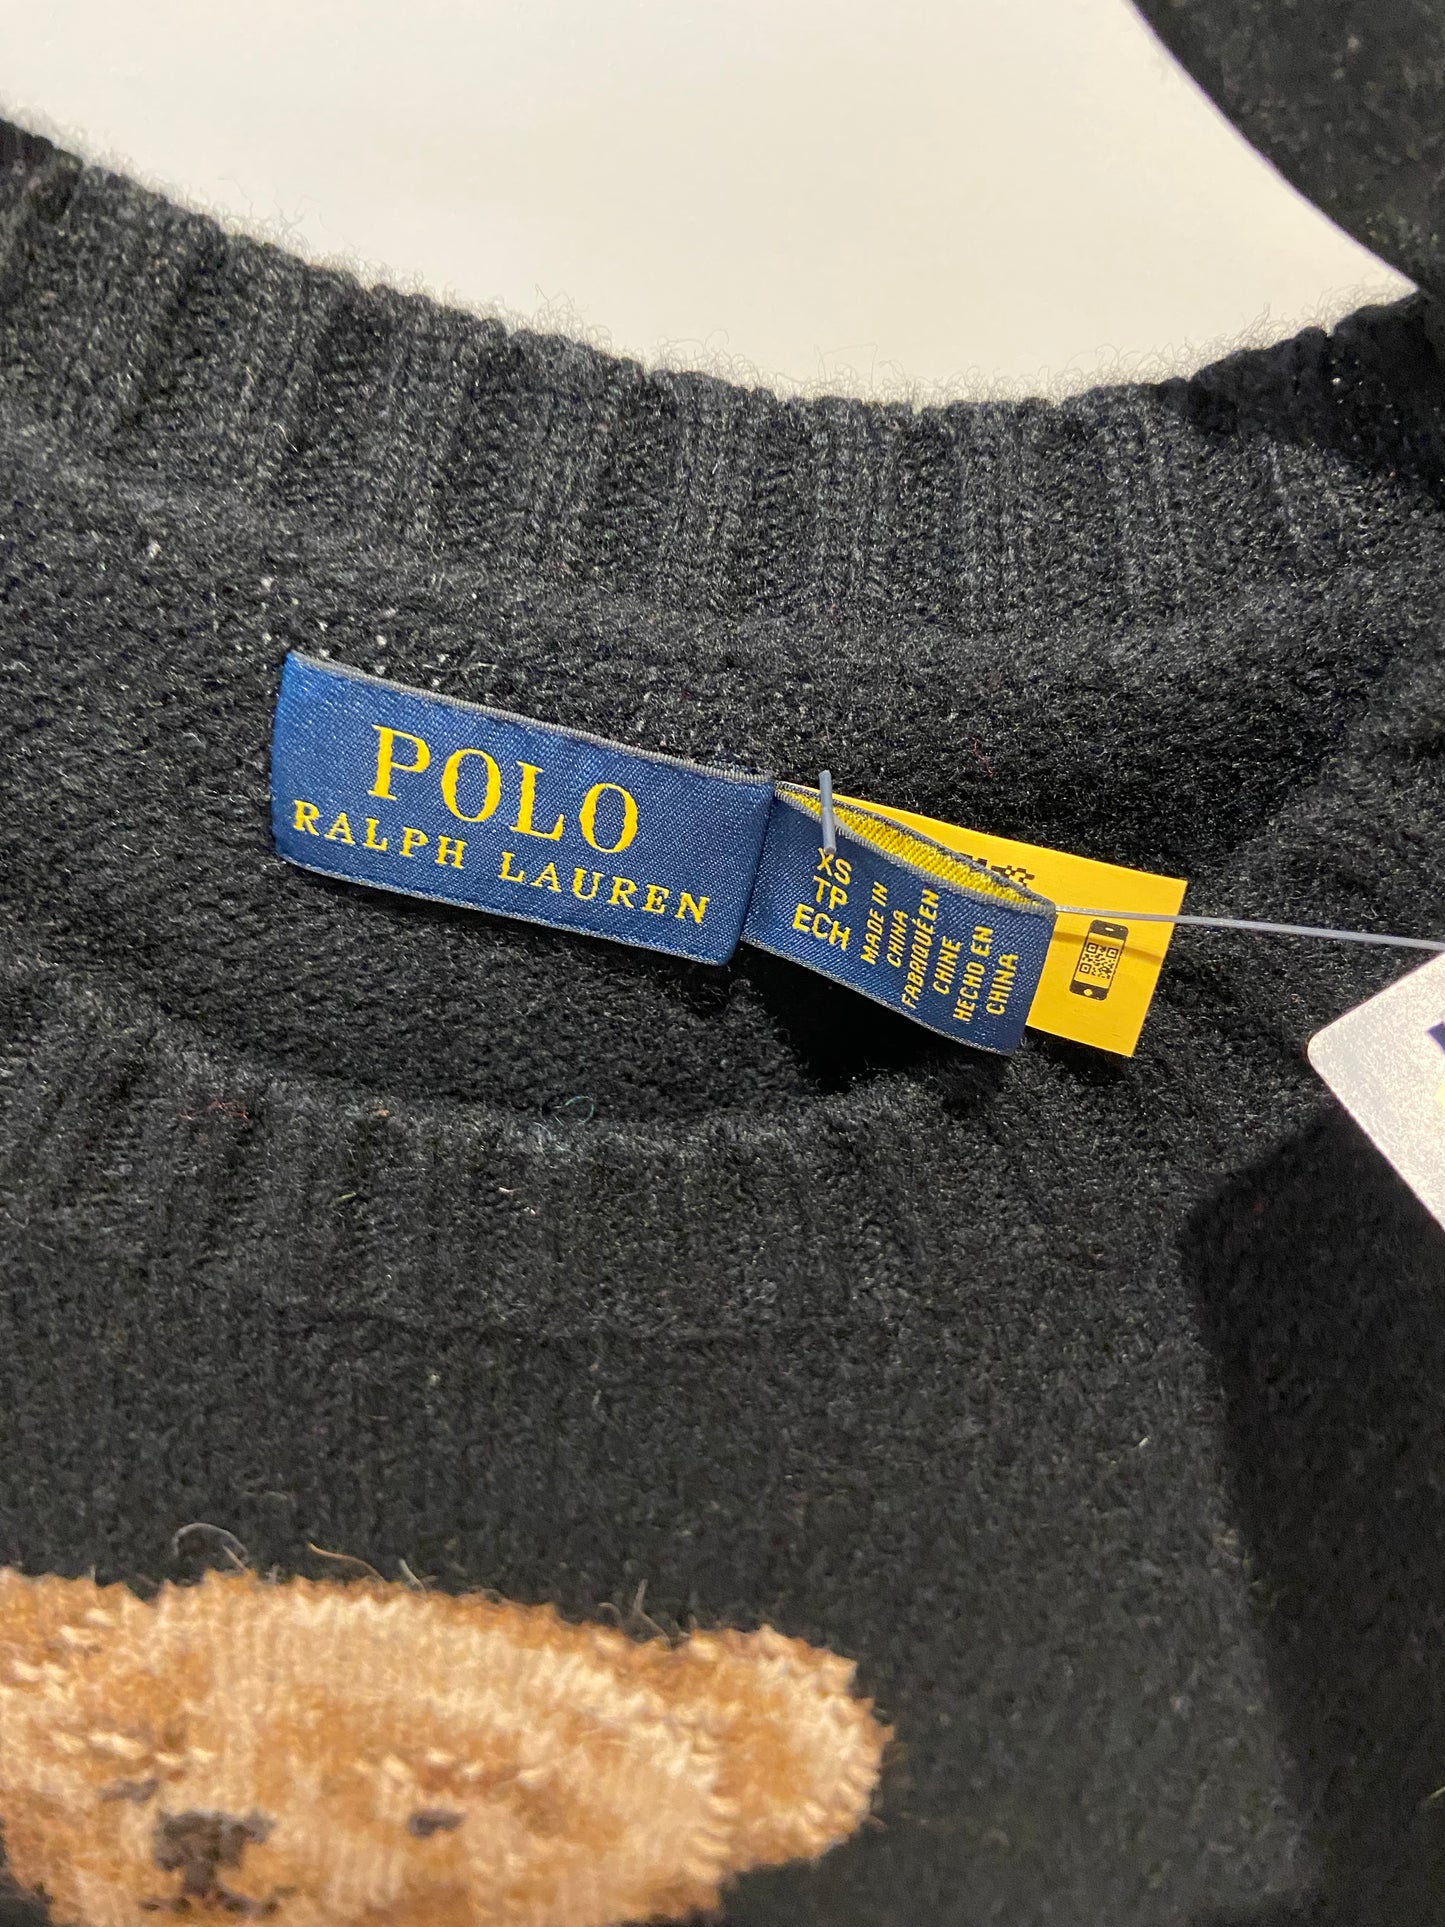 POLO
RALPH LAUREN
XS
TP
ECH
MADE IN
CHINA
FABRIQUÉ EN
CHINE
HECHO EN
CHINA